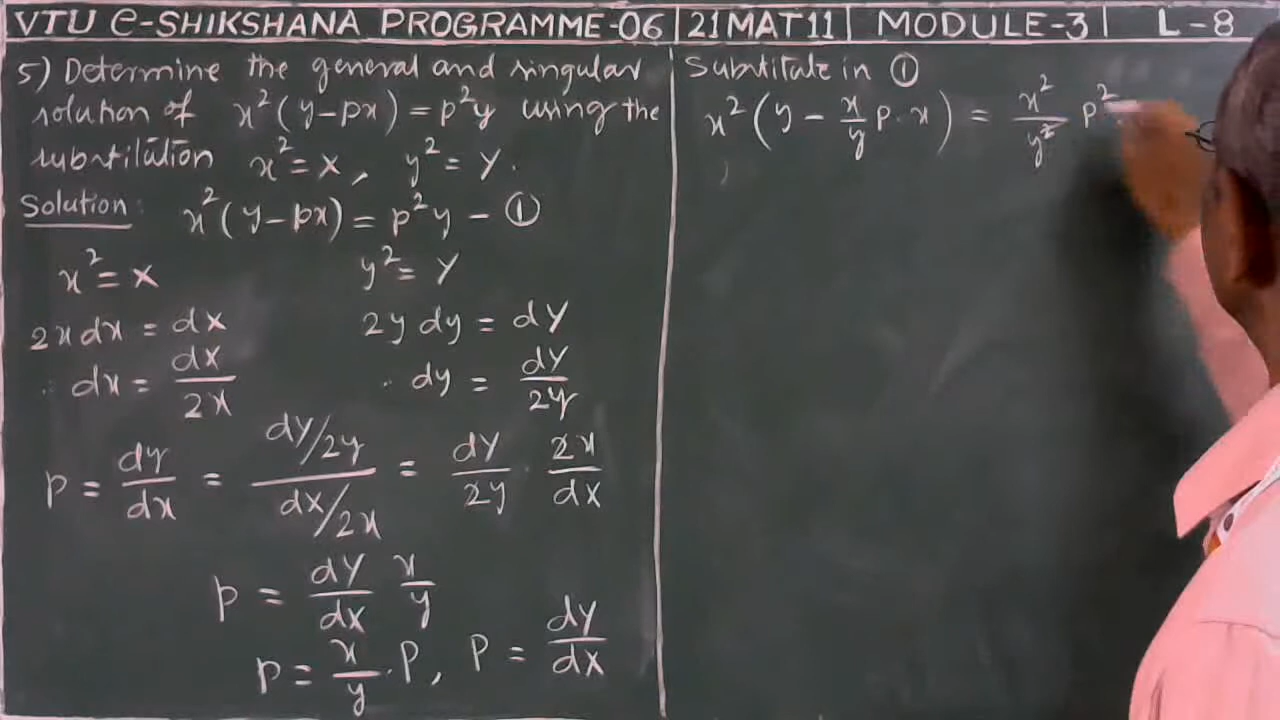 VTU e-SHIKSHANA PROGRAMME-06 | 21MAT11 | MODULE-3 | L-8
5) Determine the general and singular
solution of x²(y-px) = p²y using the
substitution x² = X, y² = Y.
Solution: x²(y-px) = p²y - ①
x² = X y² = Y
2x dx = dX 2y dy = dY
∴ dx = dX/2x ∴ dy = dY/2y
p = dy/dx = (dY/2y)/(dX/2x) = dY/2y · 2x/dX
p = dY/dX x/y
p = x/y · P, P = dY/dX
Substitute in ①
x²(y - x/y P · x) = x²/y² P²